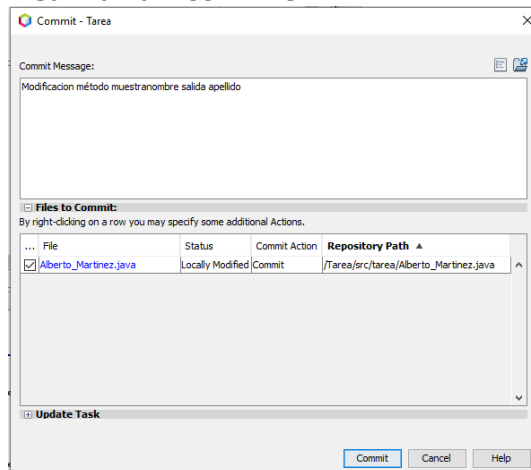 Commit - Tarea
Commit Message:
Modificacion método muestranombre salida apellido
Files to Commit:
By right-clicking on a row you may specify some additional Actions.
... File Status Commit Action Repository Path
Alberto_Martinez.java Locally Modified Commit /Tarea/src/tarea/Alberto_Martinez.java
Update Task
Commit Cancel Help